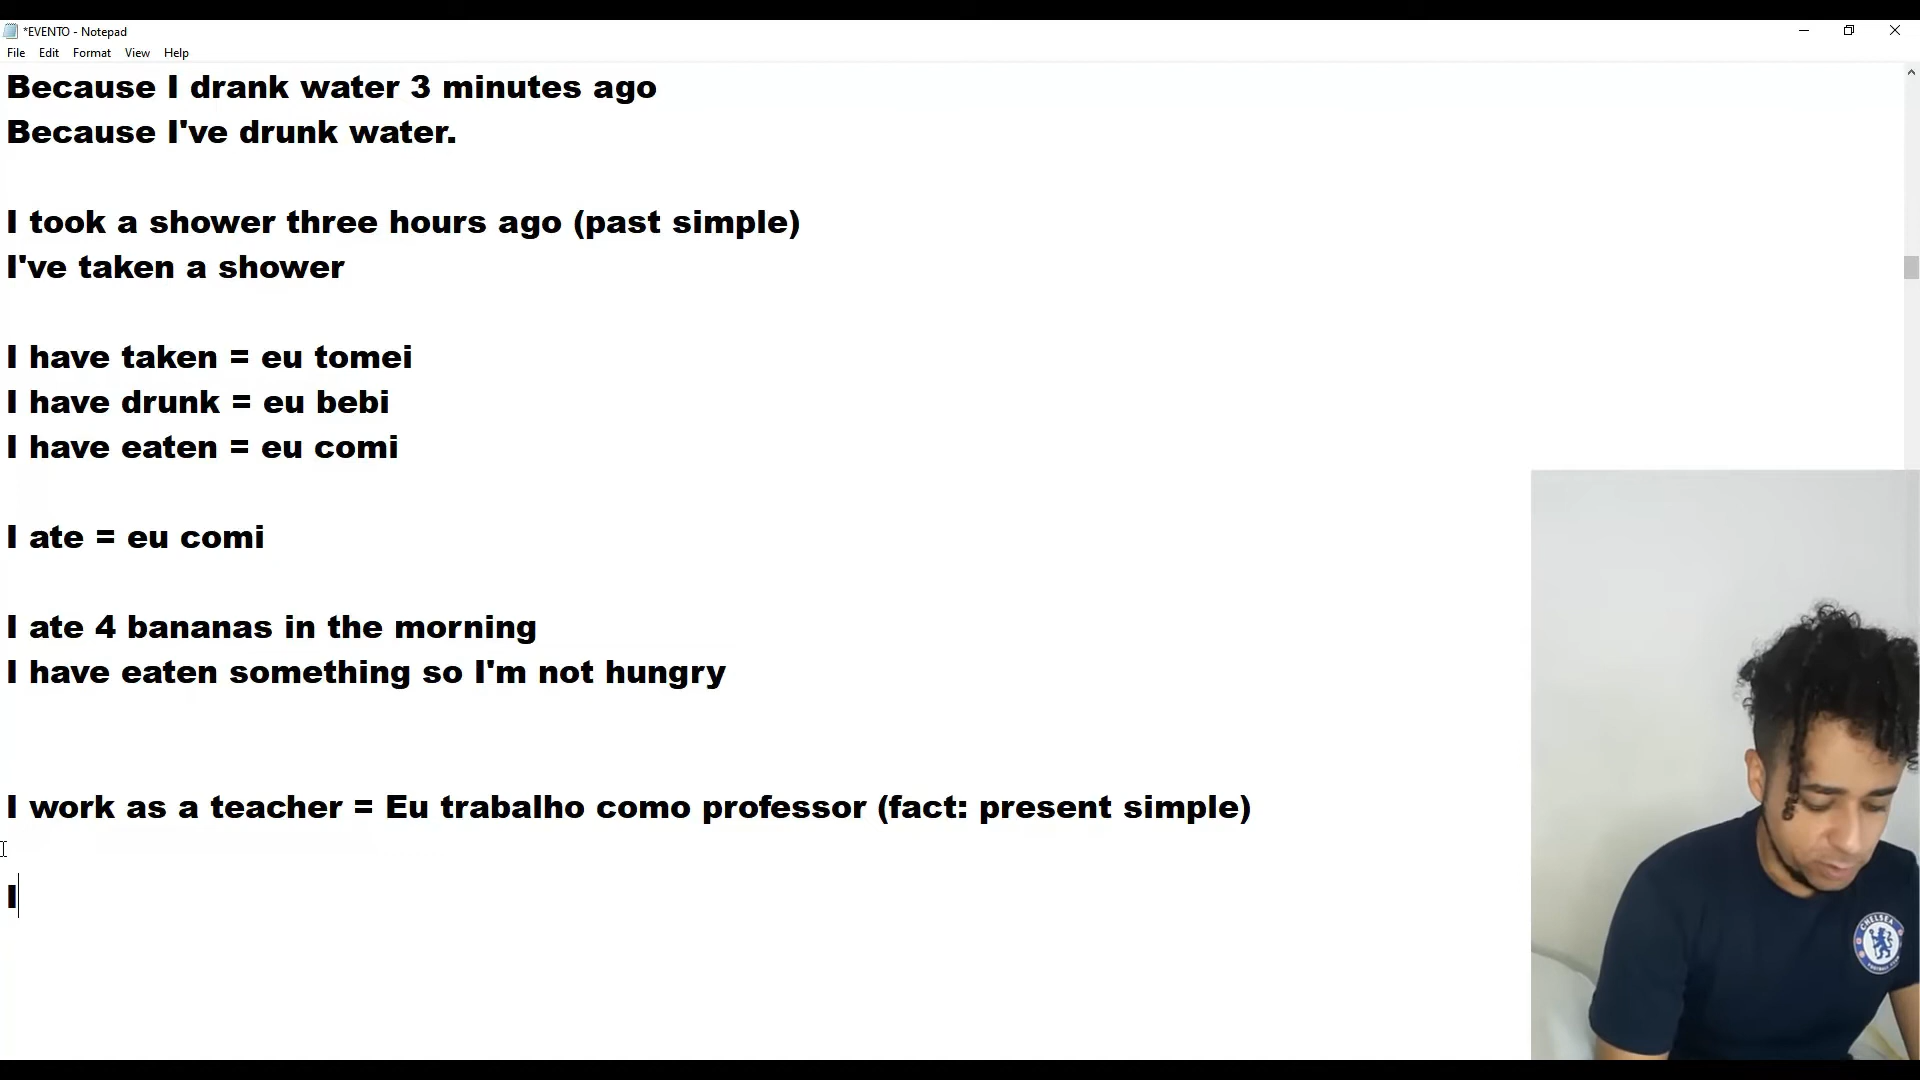 *EVENTO - Notepad
File Edit Format View Help
Because I drank water 3 minutes ago
Because I've drunk water.
I took a shower three hours ago (past simple)
I've taken a shower
I have taken = eu tomei
I have drunk = eu bebi
I have eaten = eu comi
I ate = eu comi
I ate 4 bananas in the morning
I have eaten something so I'm not hungry
I work as a teacher = Eu trabalho como professor (fact: present simple)
I
CHELSEA
FOOTBALL CLUB